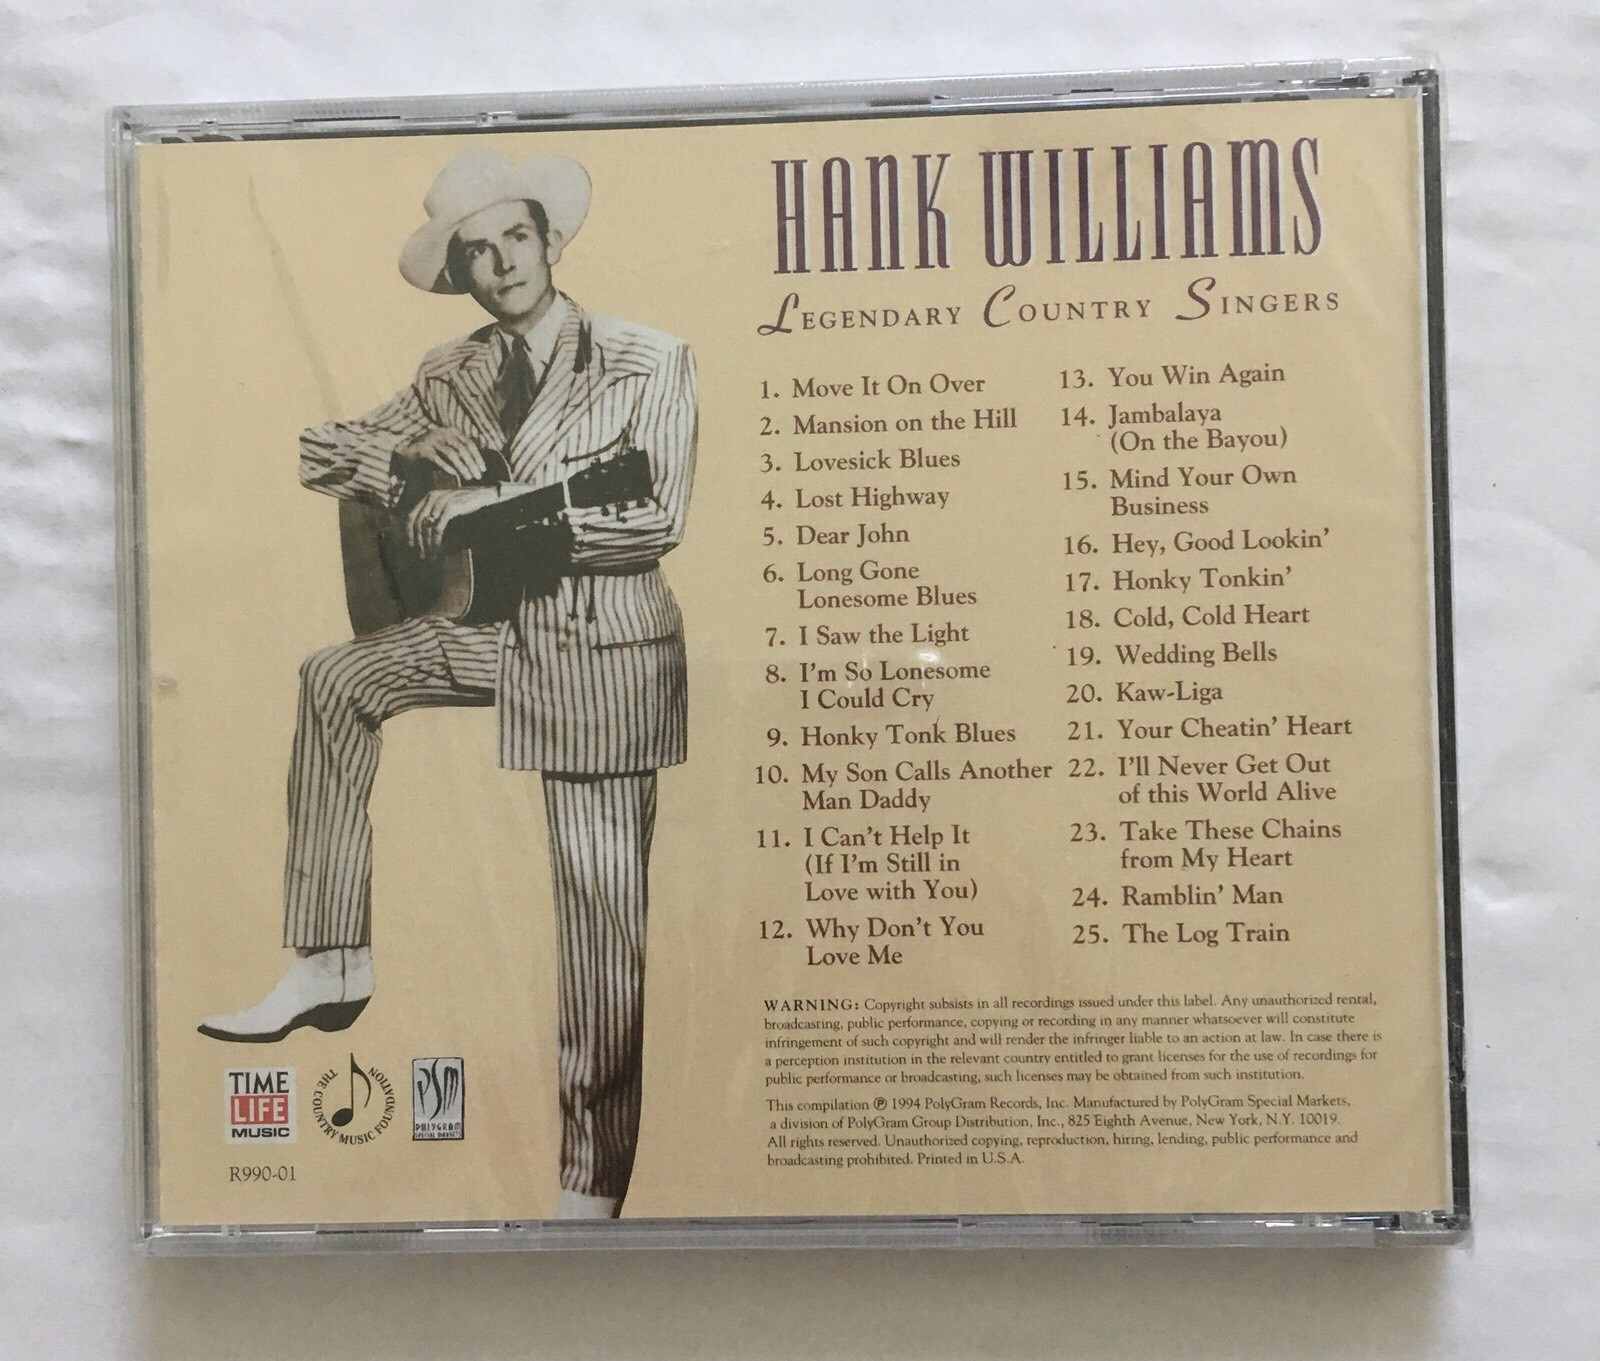 HANK WILLIAMS
LEGENDARY COUNTRY SINGERS
1. Move It On Over
2. Mansion on the Hill
3. Lovesick Blues
4. Lost Highway
5. Dear John
6. Long Gone
Lonesome Blues
7. I Saw the Light
8. I'm So Lonesome
I Could Cry
9. Honky Tonk Blues
10. My Son Calls Another
Man Daddy
11. I Can't Help It
(If I'm Still in
Love with You)
12. Why Don't You
Love Me
13. You Win Again
14. Jambalaya
(On the Bayou)
15. Mind Your Own
Business
16. Hey, Good Lookin'
17. Honky Tonkin'
18. Cold, Cold Heart
19. Wedding Bells
20. Kaw-Liga
21. Your Cheatin' Heart
22. I'll Never Get Out
of this World Alive
23. Take These Chains
from My Heart
24. Ramblin' Man
25. The Log Train
WARNING: Copyright subsists in all recordings issued under this label. Any unauthorized rental,
broadcasting, public performance, copying or recording in any manner whatsoever will constitute
infringement of such copyright and will render the infringer liable to an action at law. In case there is
a perception institution in the relevant country entitled to grant licenses for the use of recordings for
public performance or broadcasting, such licenses may be obtained from such institution.
This compilation ℗ 1994 PolyGram Records, Inc. Manufactured by PolyGram Special Markets,
a division of PolyGram Group Distribution, Inc., 825 Eighth Avenue, New York, N.Y. 10019.
All rights reserved. Unauthorized copying, reproduction, hiring, lending, public performance and
broadcasting prohibited. Printed in U.S.A.
TIME
LIFE
MUSIC
THE COUNTRY MUSIC FOUNDATION
PSM
POLYGRAM
SPECIAL MARKETS
R990-01